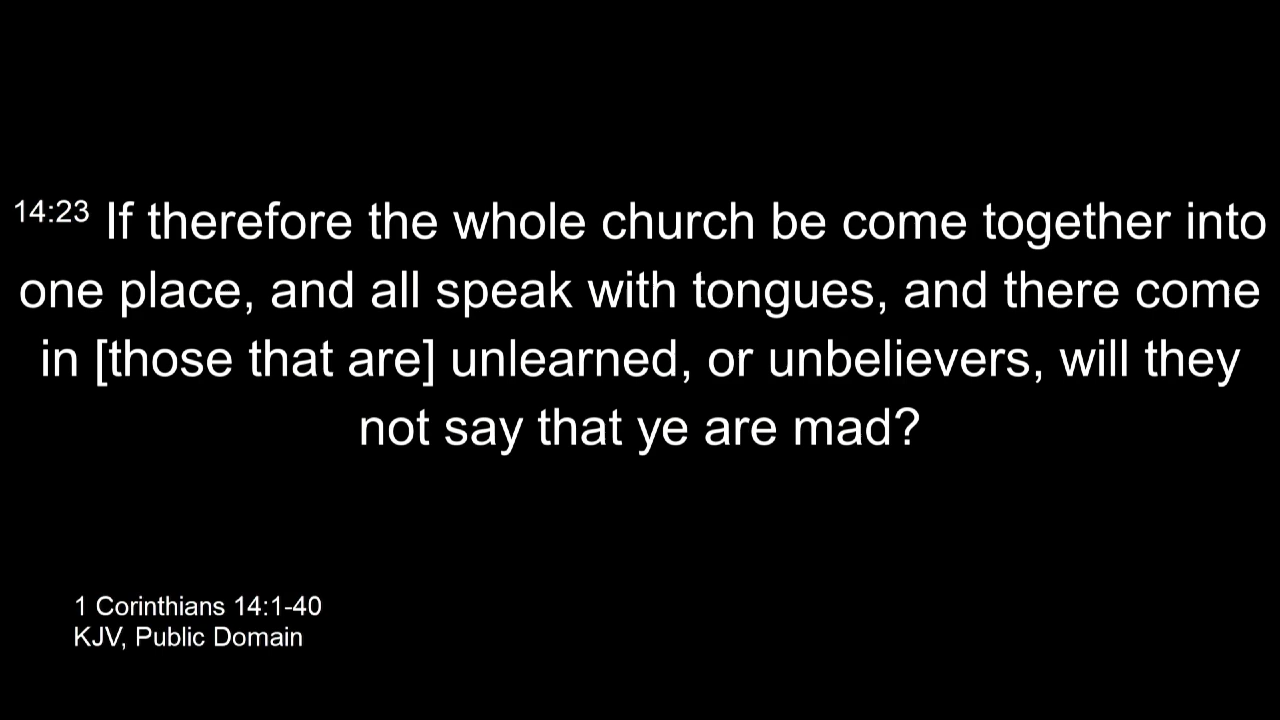 14:23 If therefore the whole church be come together into
one place, and all speak with tongues, and there come
in [those that are] unlearned, or unbelievers, will they
not say that ye are mad?
1 Corinthians 14:1-40
KJV, Public Domain